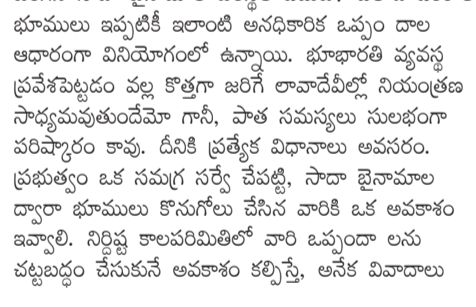 భూములు ఇప్పటికీ ఇలాంటి అనధికారిక ఒప్పం దాల
ఆధారంగా వినియోగంలో ఉన్నాయి. భూభారతి వ్యవస్థ
ప్రవేశపెట్టడం వల్ల కొత్తగా జరిగే లావాదేవీల్లో నియంత్రణ
సాధ్యమవుతుందేమో గానీ, పాత సమస్యలు సులభంగా
పరిష్కారం కావు. దీనికి ప్రత్యేక విధానాలు అవసరం.
ప్రభుత్వం ఒక సమగ్ర సర్వే చేపట్టి, సాదా బైనామాల
ద్వారా భూములు కొనుగోలు చేసిన వారికి ఒక అవకాశం
ఇవ్వాలి. నిర్దిష్ట కాలపరిమితిలో వారి ఒప్పందా లను
చట్టబద్ధం చేసుకునే అవకాశం కల్పిస్తే, అనేక వివాదాలు